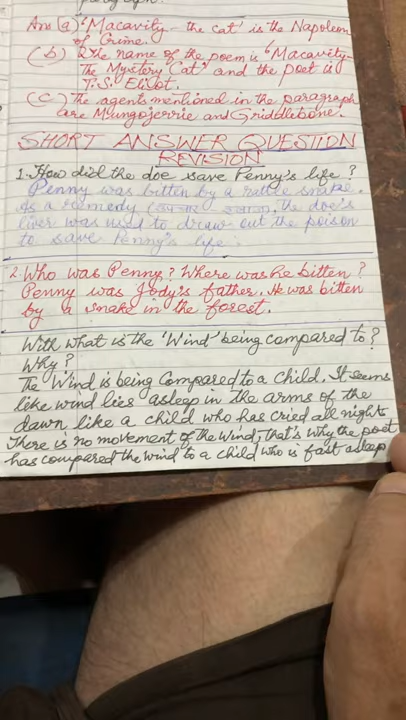 Ans (a) 'Macavity - the cat' is the Napoleon
of Crime.
(b) The name of the poem is "Macavity-
The Mystery Cat" and the poet is
T.S. Eliot.
(c) The agents mentioned in the paragraph
are Mungojerrie and Griddlebone.
SHORT ANSWER QUESTION
REVISION
1. How did the doe save Penny's life?
Penny was bitten by a rattle snake.
As a remedy (उपचार, इलाज), the doe's
liver was used to draw out the poison
to save Penny's life.
2. Who was Penny? Where was he bitten?
Penny was Jody's father. He was bitten
by a snake in the forest.
With what is the 'Wind' being compared to?
Why?
The Wind is being Compared to a Child. It seems
like wind lies asleep in the arms of the
dawn like a child who has cried all night.
There is no movement of the wind, that's why the poet
has compared the wind to a child who is fast asleep